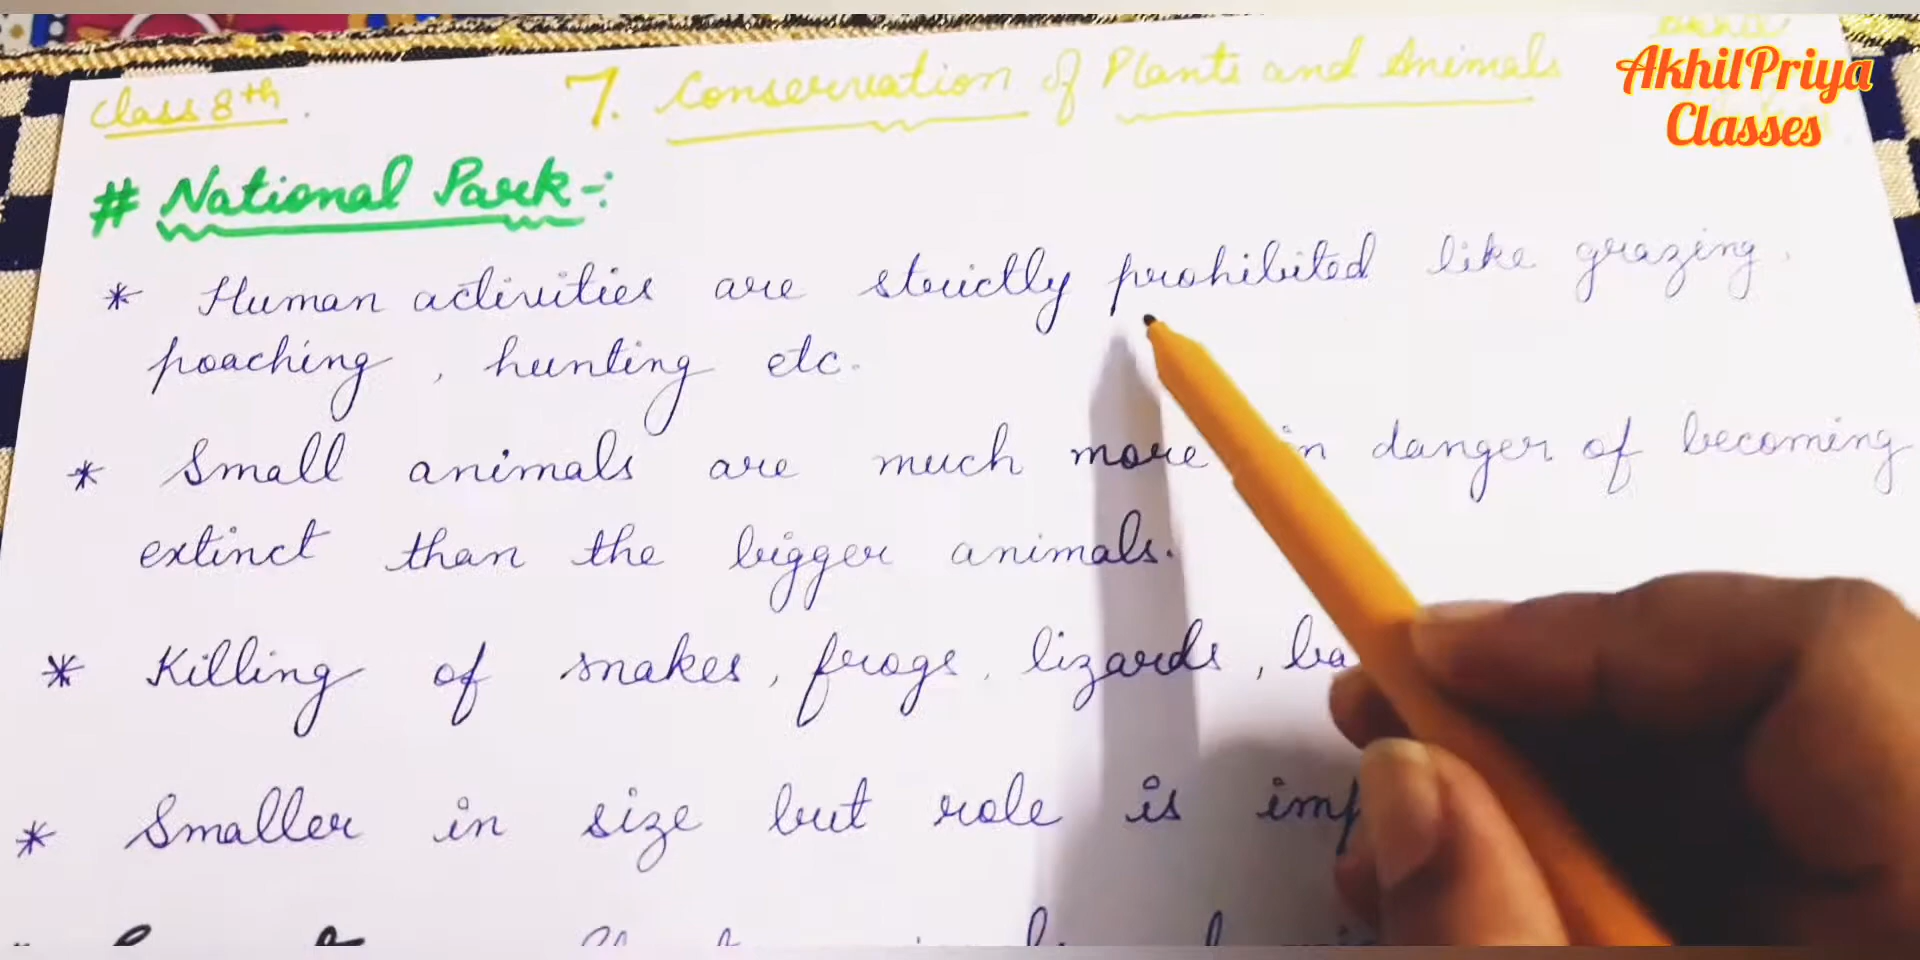 Class 8th.
7. Conservation of Plants and Animals
AkhilPriya
Classes
# National Park-:
* Human activities are strictly prohibited like grazing,
poaching, hunting etc.
* Small animals are much more in danger of becoming
extinct than the bigger animals.
* Killing of snakes, frogs, lizards,
* Smaller in size but role is